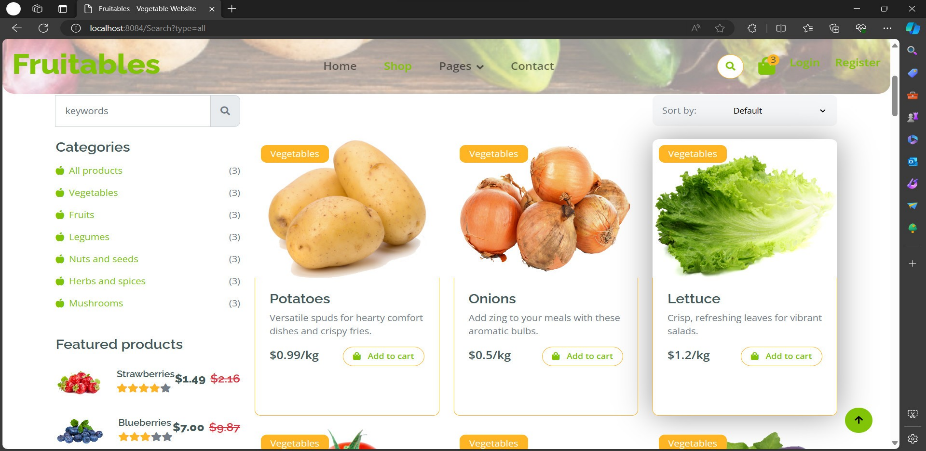 Fruitables - Vegetable Website
localhost:8084/Search?type=all
Fruitables
Home Shop Pages Contact
3
Login Register
keywords
Sort by: Default
Categories
All products (3)
Vegetables (3)
Fruits (3)
Legumes (3)
Nuts and seeds (3)
Herbs and spices (3)
Mushrooms (3)
Featured products
Strawberries $1.49 $2.16
Blueberries $7.00 $9.87
Vegetables
Potatoes
Versatile spuds for hearty comfort
dishes and crispy fries.
$0.99/kg Add to cart
Vegetables
Onions
Add zing to your meals with these
aromatic bulbs.
$0.5/kg Add to cart
Vegetables
Lettuce
Crisp, refreshing leaves for vibrant
salads.
$1.2/kg Add to cart
Vegetables
Vegetables
Vegetables